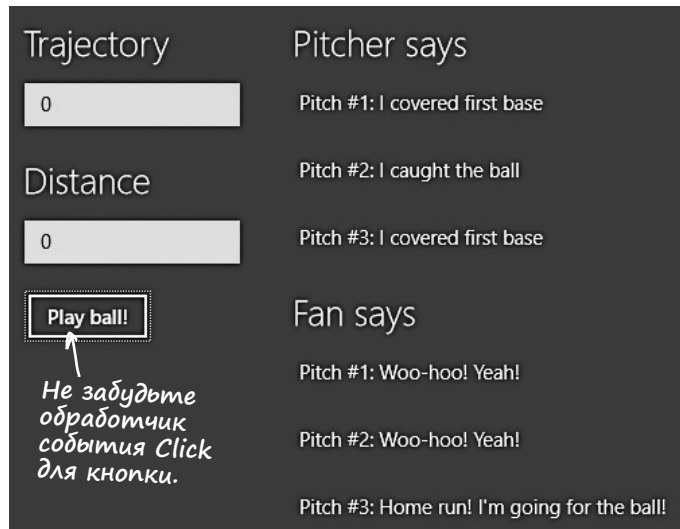 Trajectory
0
Distance
0
Play ball!
Не забудьте
обработчик
события Click
для кнопки.
Pitcher says
Pitch #1: I covered first base
Pitch #2: I caught the ball
Pitch #3: I covered first base
Fan says
Pitch #1: Woo-hoo! Yeah!
Pitch #2: Woo-hoo! Yeah!
Pitch #3: Home run! I'm going for the ball!